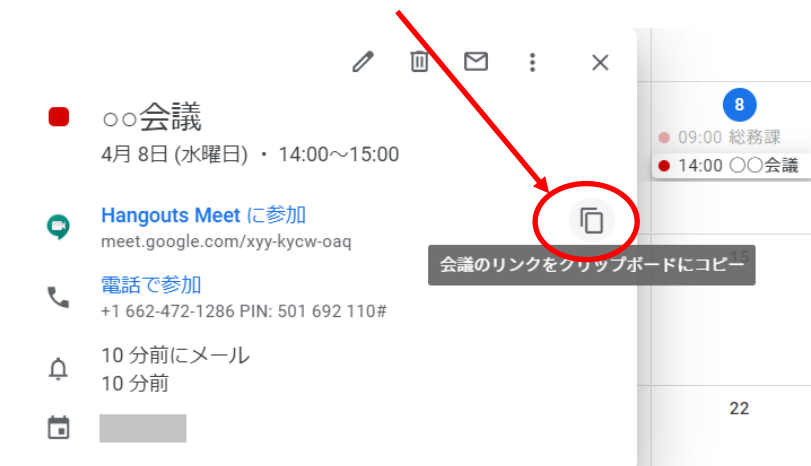 ○○会議
4月 8日 (水曜日) ・ 14:00～15:00
Hangouts Meet に参加
meet.google.com/xyy-kycw-oaq
会議のリンクをクリップボードにコピー
電話で参加
+1 662-472-1286 PIN: 501 692 110#
10 分前にメール
10 分前
8
09:00 総務課
14:00 〇〇会議
15
22